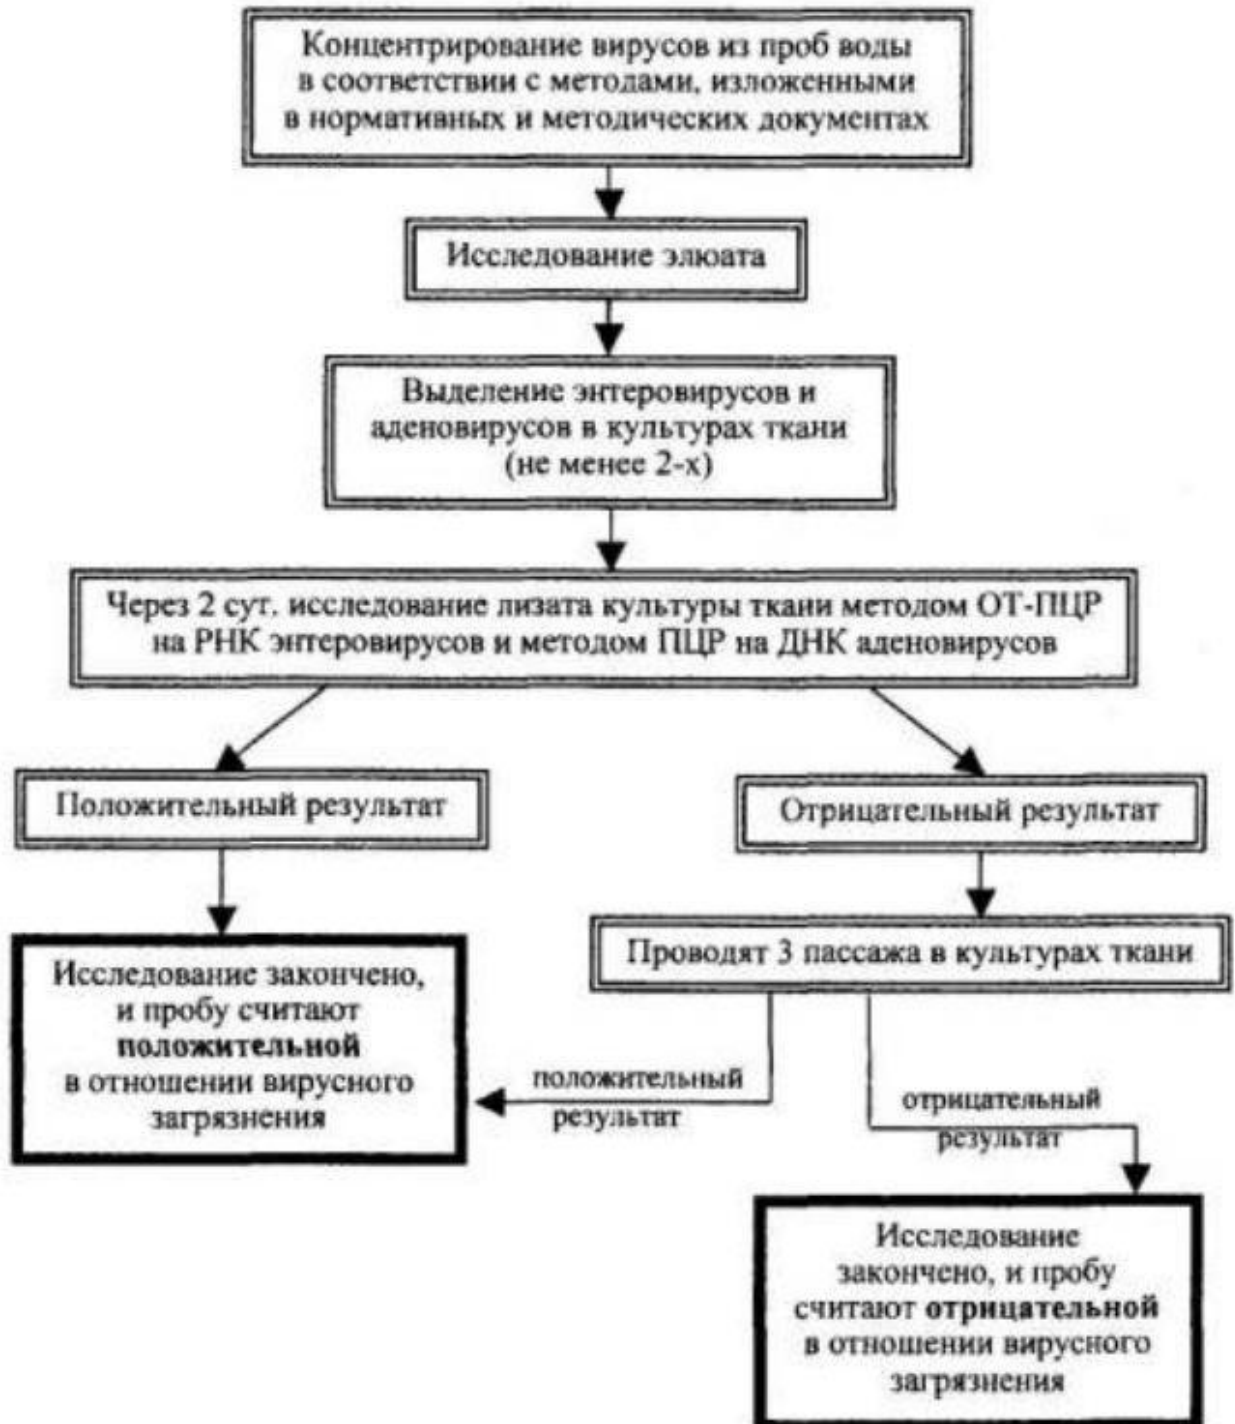 Концентрирование вирусов из проб воды
в соответствии с методами, изложенными
в нормативных и методических документах
Исследование элюата
Выделение энтеровирусов и
аденовирусов в культурах ткани
(не менее 2-х)
Через 2 сут. исследование лизата культуры ткани методом ОТ-ПЦР
на РНК энтеровирусов и методом ПЦР на ДНК аденовирусов
Положительный результат
Отрицательный результат
Проводят 3 пассажа в культурах ткани
Исследование закончено,
и пробу считают
положительной
в отношении вирусного
загрязнения
положительный
результат
отрицательный
результат
Исследование
закончено, и пробу
считают отрицательной
в отношении вирусного
загрязнения